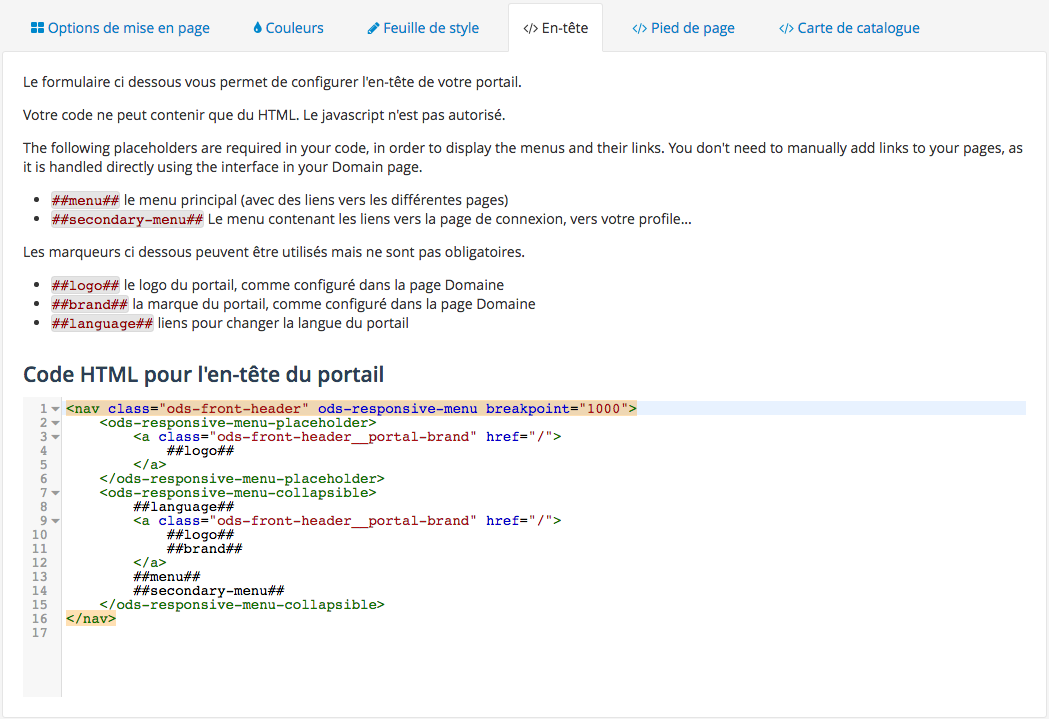 Options de mise en page Couleurs Feuille de style </> En-tête </> Pied de page </> Carte de catalogue
Le formulaire ci dessous vous permet de configurer l'en-tête de votre portail.
Votre code ne peut contenir que du HTML. Le javascript n'est pas autorisé.
The following placeholders are required in your code, in order to display the menus and their links. You don't need to manually add links to your pages, as
it is handled directly using the interface in your Domain page.
• ##menu## le menu principal (avec des liens vers les différentes pages)
• ##secondary-menu## Le menu contenant les liens vers la page de connexion, vers votre profile...
Les marqueurs ci dessous peuvent être utilisés mais ne sont pas obligatoires.
• ##logo## le logo du portail, comme configuré dans la page Domaine
• ##brand## la marque du portail, comme configuré dans la page Domaine
• ##language## liens pour changer la langue du portail
Code HTML pour l'en-tête du portail
1 <nav class="ods-front-header" ods-responsive-menu breakpoint="1000">
2 <ods-responsive-menu-placeholder>
3 <a class="ods-front-header__portal-brand" href="/">
4 ##logo##
5 </a>
6 </ods-responsive-menu-placeholder>
7 <ods-responsive-menu-collapsible>
8 ##language##
9 <a class="ods-front-header__portal-brand" href="/">
10 ##logo##
11 ##brand##
12 </a>
13 ##menu##
14 ##secondary-menu##
15 </ods-responsive-menu-collapsible>
16 </nav>
17